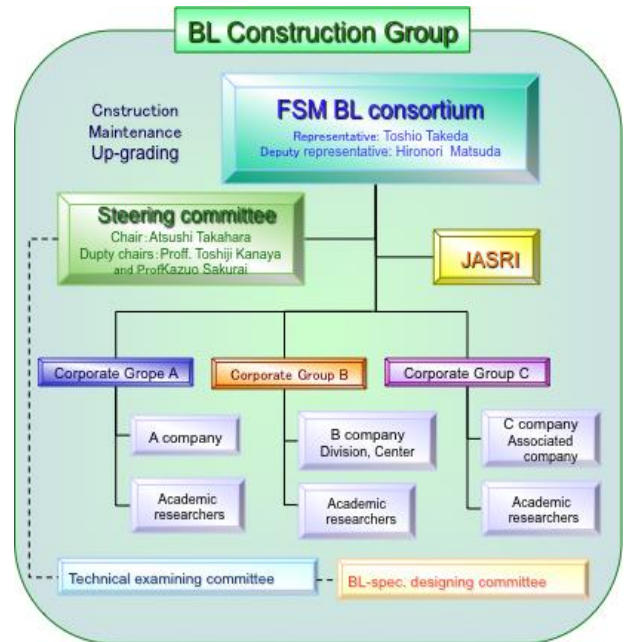 BL Construction Group
Cnstruction
Maintenance
Up-grading
FSM BL consortium
Representative: Toshio Takeda
Deputy representative: Hironori Matsuda
Steering committee
Chair:Atsushi Takahara
Dupty chairs:Proff. Toshiji Kanaya
and Prof.Kazuo Sakurai
JASRI
Corporate Grope A
Corporate Group B
Corporate Group C
A company
B company
Division, Center
C company
Associated
company
Academic
researchers
Academic
researchers
Academic
researchers
Technical examining committee
BL-spec. designing committee